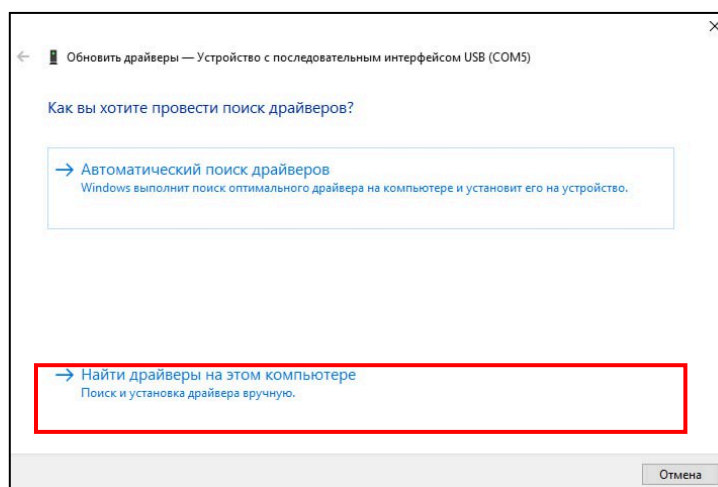 Обновить драйверы — Устройство с последовательным интерфейсом USB (COM5)
Как вы хотите провести поиск драйверов?
Автоматический поиск драйверов
Windows выполнит поиск оптимального драйвера на компьютере и установит его на устройство.
Найти драйверы на этом компьютере
Поиск и установка драйвера вручную.
Отмена